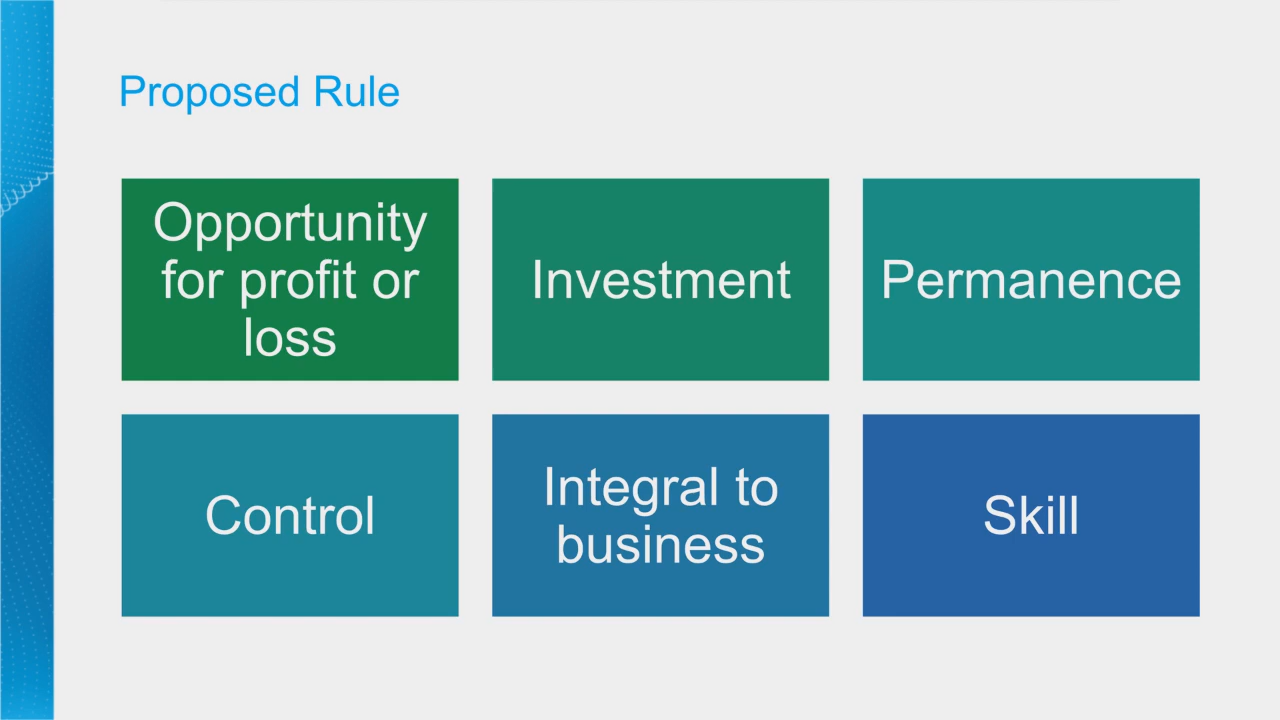 Proposed Rule
Opportunity
for profit or
loss
Investment
Permanence
Control
Integral to
business
Skill